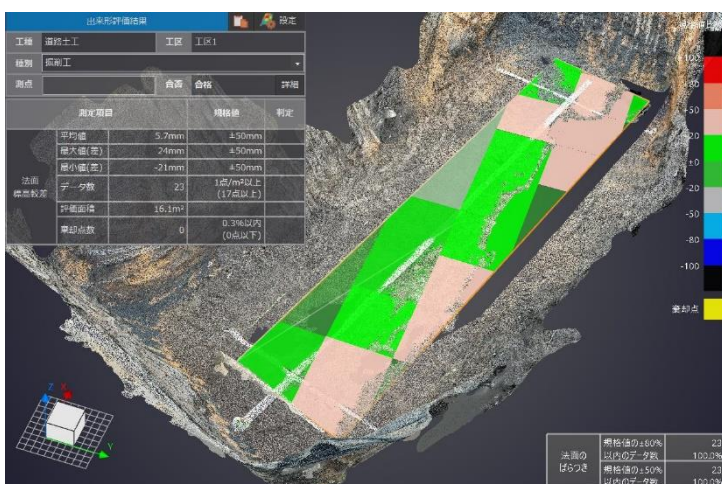 出来形評価結果
設定
工種 道路土工 工区 工区1
種別 掘削工
測点 合否 合格 詳細
測定項目 規格値 判定
法面
標高較差
平均値 5.7mm ±50mm
最大値(差) 24mm ±50mm
最小値(差) -21mm ±50mm
データ数 23 1点/m²以上
(17点以上)
評価面積 16.1m²
棄却点数 0 0.3%以内
(0点以下)
100
50
20
±0
-20
-50
-80
-100
棄却点
Z
X
Y
法面の
ばらつき
規格値の±80%
以内のデータ数
23
100.0%
規格値の±50%
以内のデータ数
23
100.0%